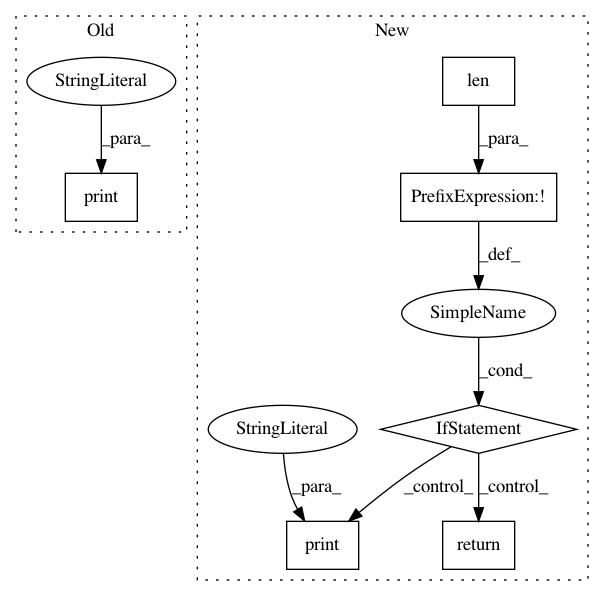 Old
New
StringLiteral
len
_para_
_para_
print
PrefixExpression:!
_def_
SimpleName
_cond_
StringLiteral
IfStatement
_para_
_control_
_control_
print
return